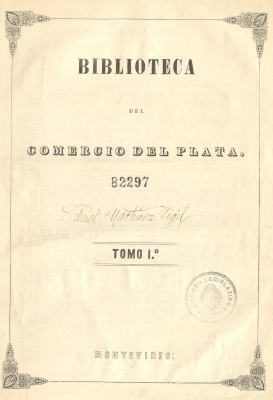 BIBLIOTECA
DEL
COMERCIO DEL PLATA.
82297
Daniel Martínez Vigil
TOMO I.º
MONTEVIDEO: